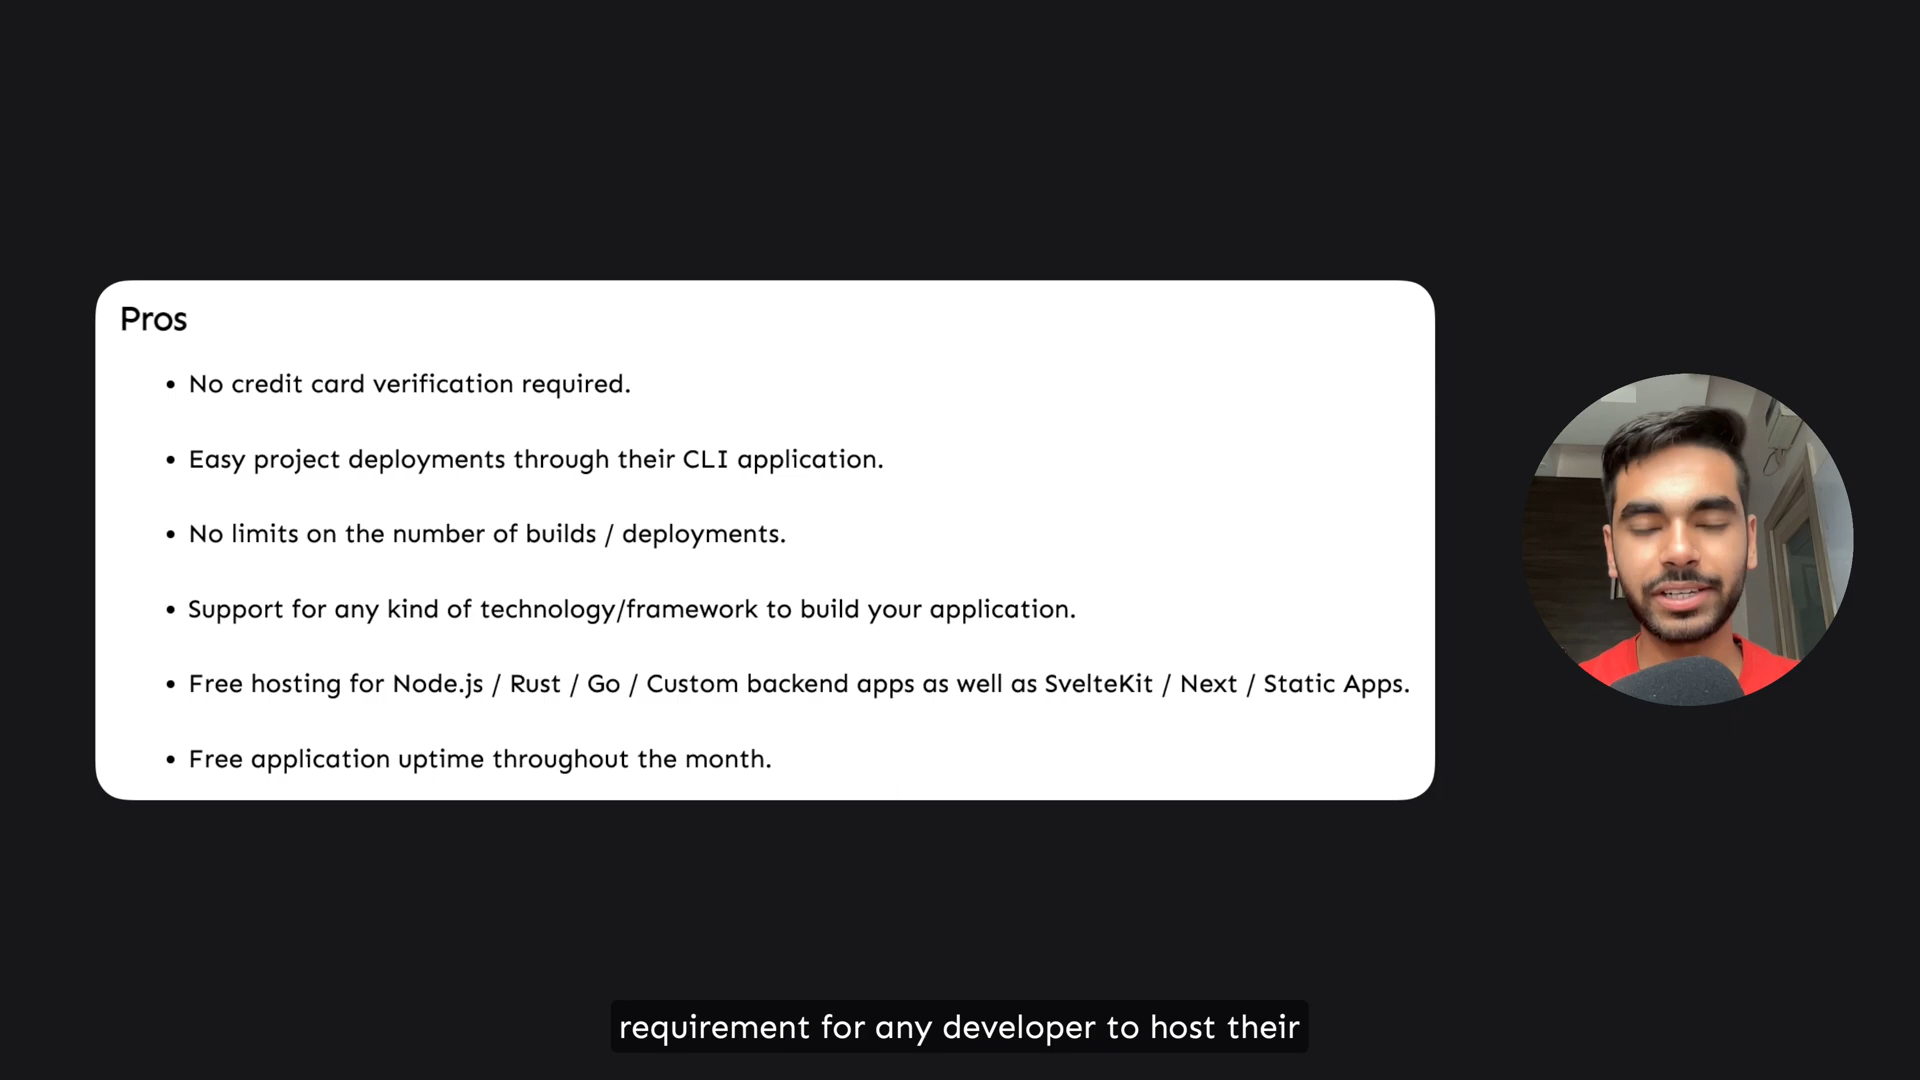 Pros
• No credit card verification required.
• Easy project deployments through their CLI application.
• No limits on the number of builds / deployments.
• Support for any kind of technology/framework to build your application.
• Free hosting for Node.js / Rust / Go / Custom backend apps as well as SvelteKit / Next / Static Apps.
• Free application uptime throughout the month.
requirement for any developer to host their